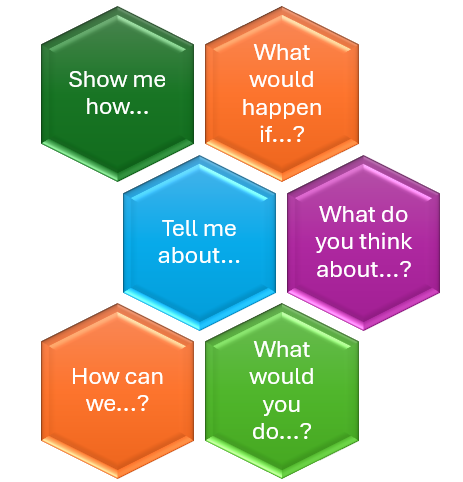 Show me
how...
What
would
happen
if...?
Tell me
about...
What do
you think
about...?
How can
we...?
What
would
you
do...?